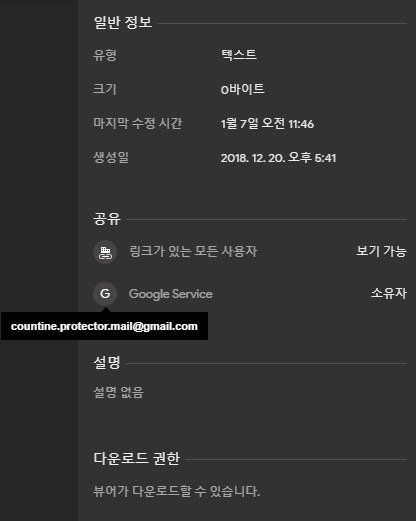 일반 정보
유형 텍스트
크기 0바이트
마지막 수정 시간 1월 7일 오전 11:46
생성일 2018. 12. 20. 오후 5:41
공유
링크가 있는 모든 사용자 보기 가능
G Google Service 소유자
countine.protector.mail@gmail.com
설명
설명 없음
다운로드 권한
뷰어가 다운로드할 수 있습니다.